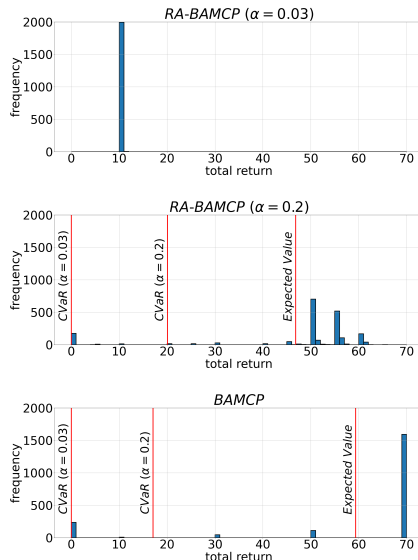 RA-BAMCP (α = 0.03)
2000
1500
1000
500
0
frequency
0 10 20 30 40 50 60 70
total return
RA-BAMCP (α = 0.2)
2000
1500
1000
500
0
frequency
CVaR (α = 0.03)
CVaR (α = 0.2)
Expected Value
0 10 20 30 40 50 60 70
total return
BAMCP
2000
1500
1000
500
0
frequency
CVaR (α = 0.03)
CVaR (α = 0.2)
Expected Value
0 10 20 30 40 50 60 70
total return